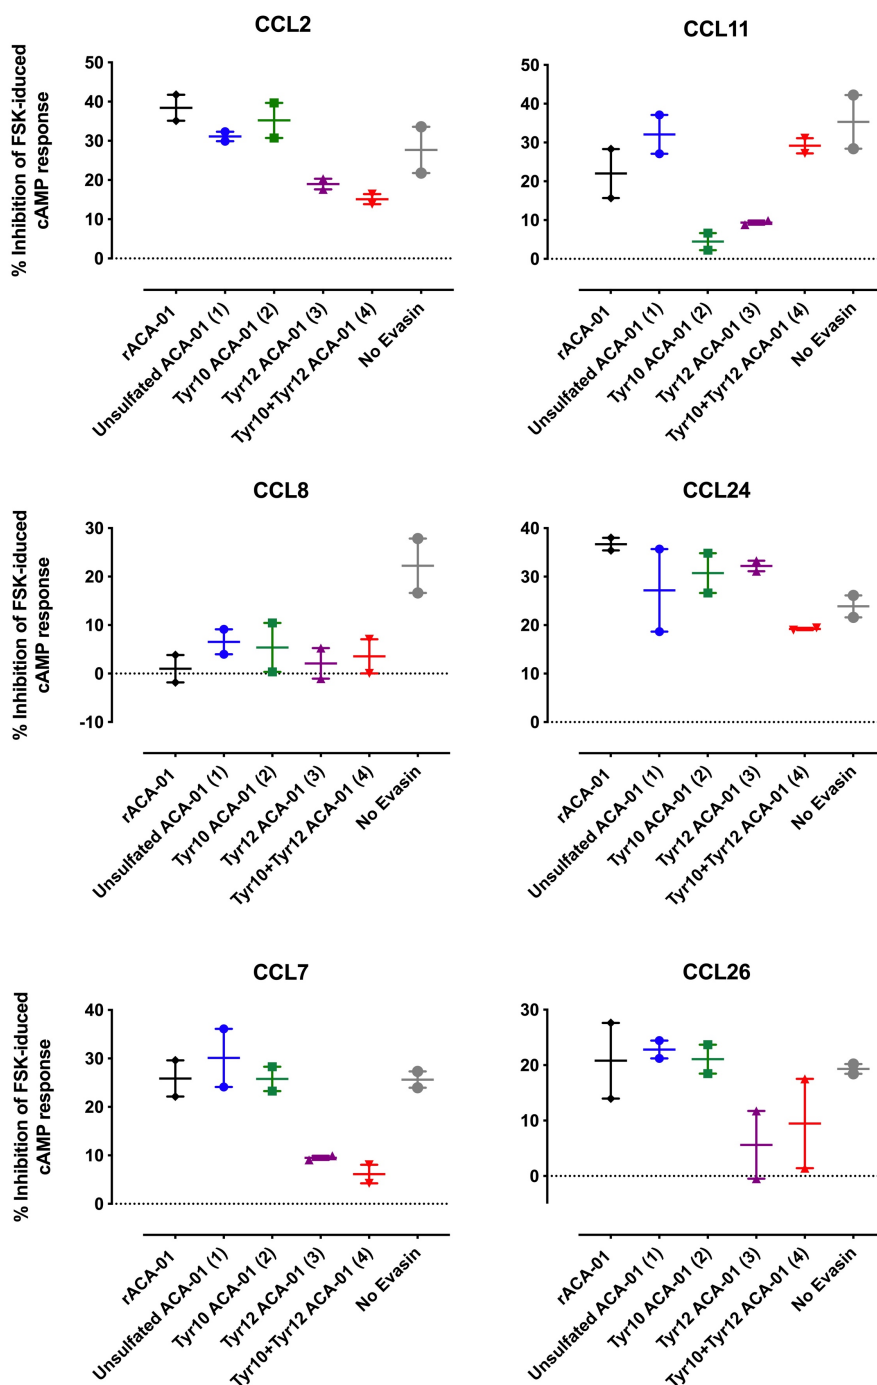 CCL2
% Inhibition of FSK-iduced
cAMP response
50
40
30
20
10
0
rACA-01
Unsulfated ACA-01 (1)
Tyr10 ACA-01 (2)
Tyr12 ACA-01 (3)
Tyr10+Tyr12 ACA-01 (4)
No Evasin
CCL11
50
40
30
20
10
0
rACA-01
Unsulfated ACA-01 (1)
Tyr10 ACA-01 (2)
Tyr12 ACA-01 (3)
Tyr10+Tyr12 ACA-01 (4)
No Evasin
CCL8
% Inhibition of FSK-iduced
cAMP response
30
20
10
0
-10
rACA-01
Unsulfated ACA-01 (1)
Tyr10 ACA-01 (2)
Tyr12 ACA-01 (3)
Tyr10+Tyr12 ACA-01 (4)
No Evasin
CCL24
40
30
20
10
0
rACA-01
Unsulfated ACA-01 (1)
Tyr10 ACA-01 (2)
Tyr12 ACA-01 (3)
Tyr10+Tyr12 ACA-01 (4)
No Evasin
CCL7
% Inhibition of FSK-iduced
cAMP response
40
30
20
10
0
rACA-01
Unsulfated ACA-01 (1)
Tyr10 ACA-01 (2)
Tyr12 ACA-01 (3)
Tyr10+Tyr12 ACA-01 (4)
No Evasin
CCL26
30
20
10
0
rACA-01
Unsulfated ACA-01 (1)
Tyr10 ACA-01 (2)
Tyr12 ACA-01 (3)
Tyr10+Tyr12 ACA-01 (4)
No Evasin